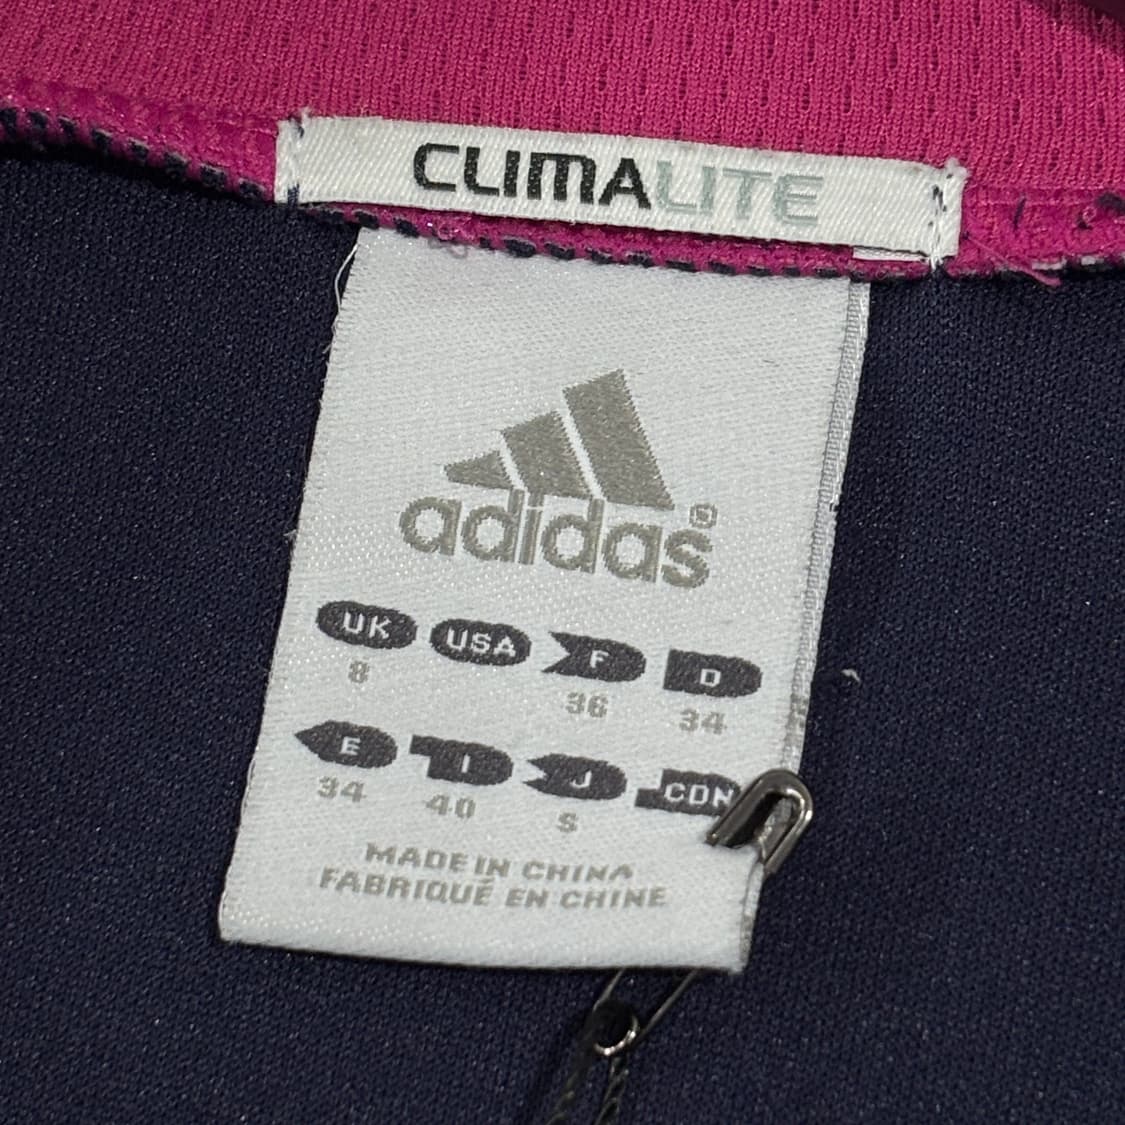 CLIMALITE
adidas®
UK USA F D
8 36 34
E I J CDN
34 40 S
MADE IN CHINA
FABRIQUÉ EN CHINE